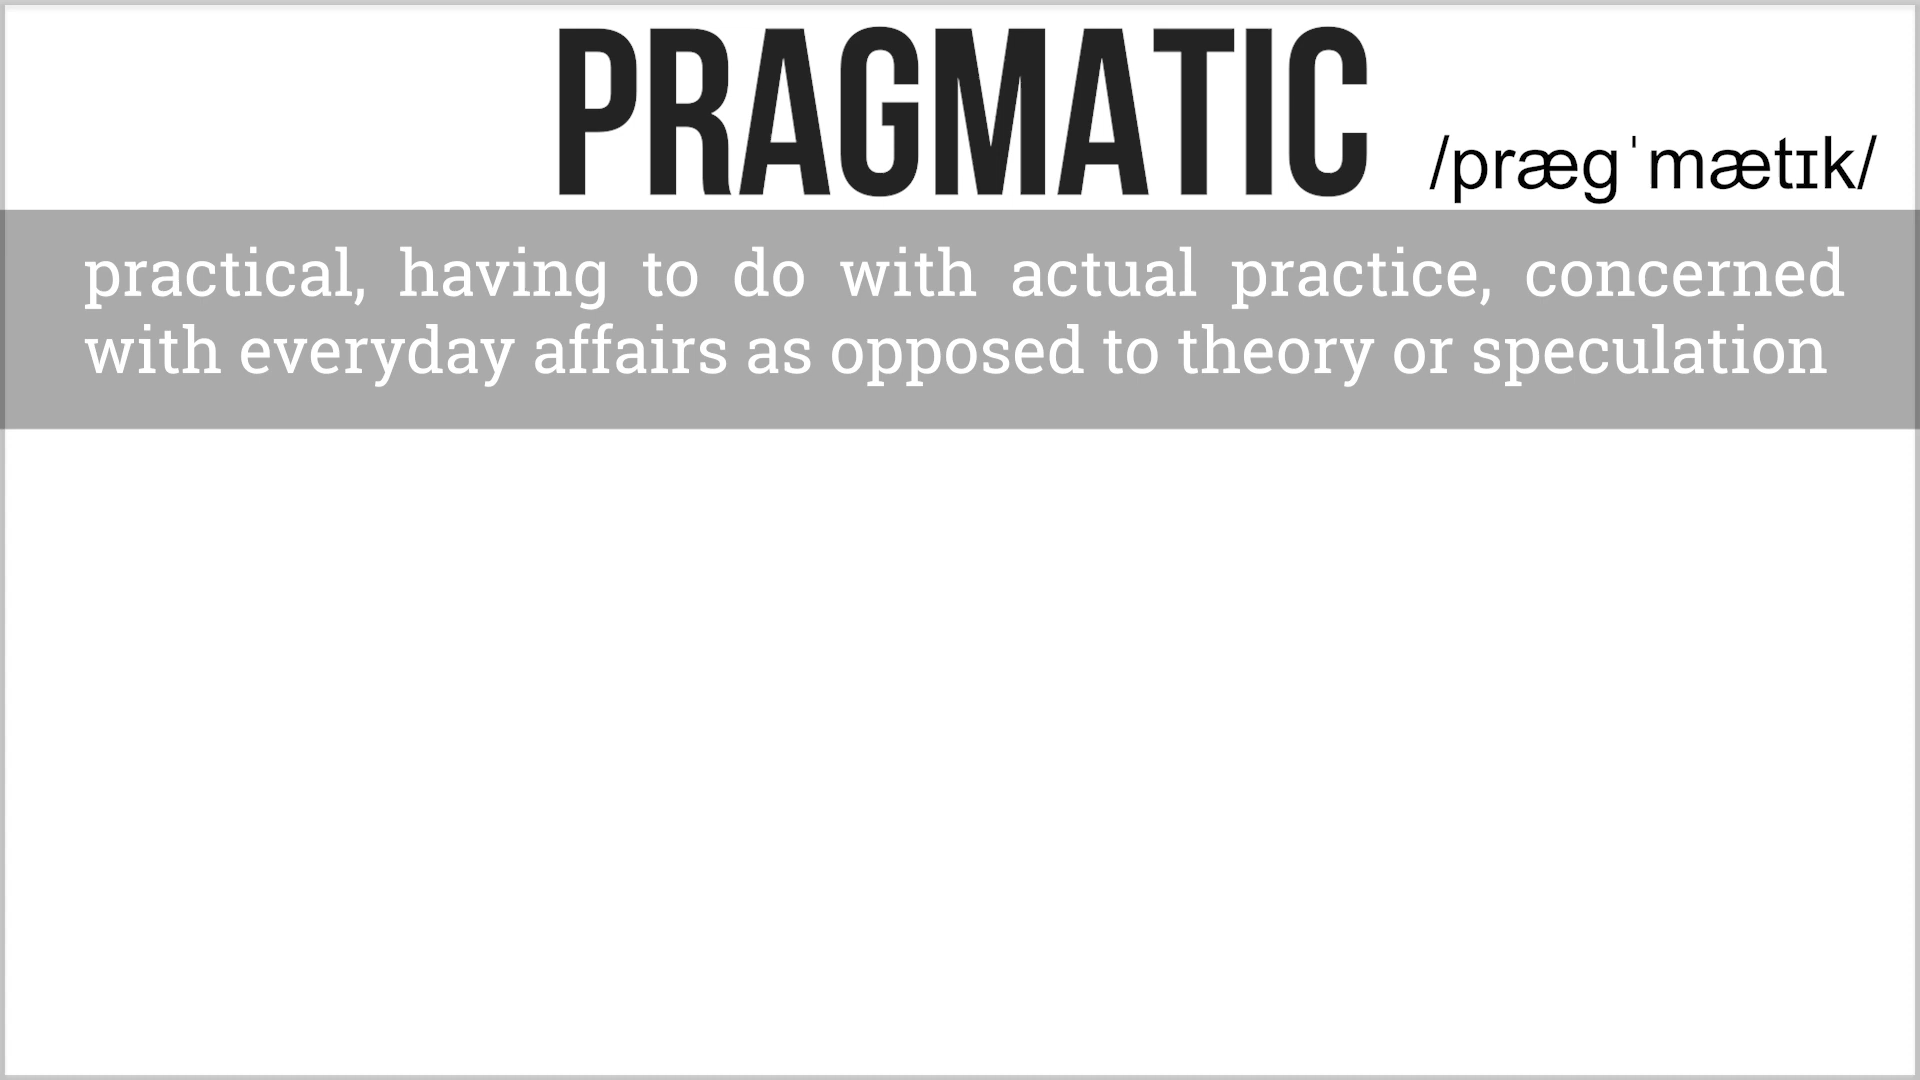 PRAGMATIC /præɡˈmætɪk/
practical, having to do with actual practice, concerned
with everyday affairs as opposed to theory or speculation